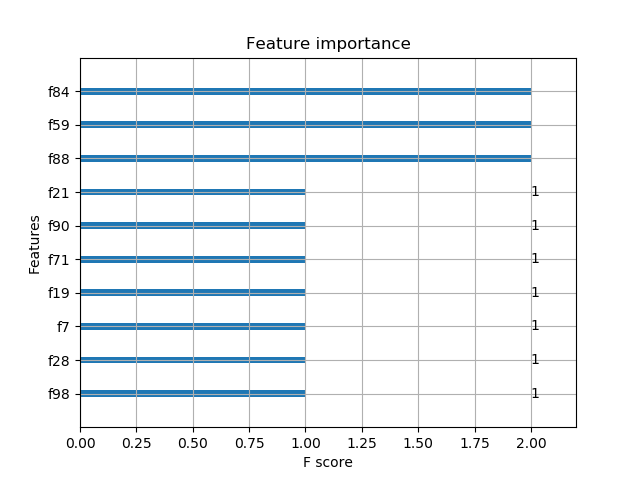 Feature importance
f84
f59
f88
f21 1
f90 1
f71 1
f19 1
f7 1
f28 1
f98 1
Features
0.00 0.25 0.50 0.75 1.00 1.25 1.50 1.75 2.00
F score